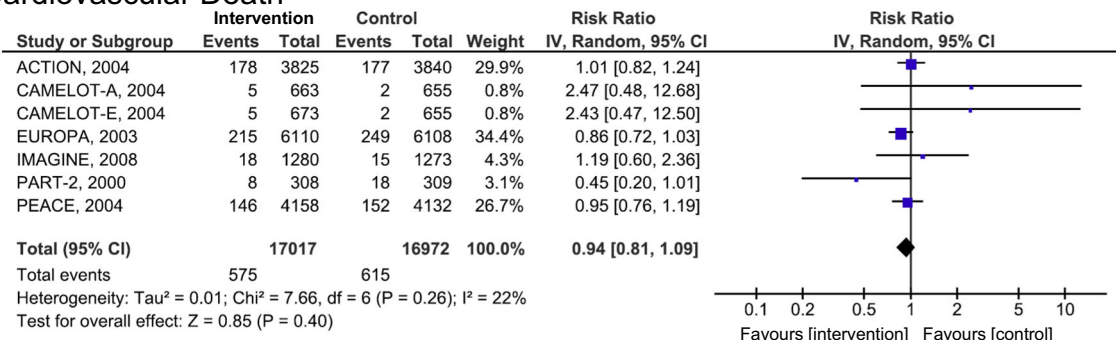 Cardiovascular Death
Intervention Control Risk Ratio Risk Ratio
Study or Subgroup Events Total Events Total Weight IV, Random, 95% CI IV, Random, 95% CI
ACTION, 2004 178 3825 177 3840 29.9% 1.01 [0.82, 1.24]
CAMELOT-A, 2004 5 663 2 655 0.8% 2.47 [0.48, 12.68]
CAMELOT-E, 2004 5 673 2 655 0.8% 2.43 [0.47, 12.50]
EUROPA, 2003 215 6110 249 6108 34.4% 0.86 [0.72, 1.03]
IMAGINE, 2008 18 1280 15 1273 4.3% 1.19 [0.60, 2.36]
PART-2, 2000 8 308 18 309 3.1% 0.45 [0.20, 1.01]
PEACE, 2004 146 4158 152 4132 26.7% 0.95 [0.76, 1.19]
Total (95% CI) 17017 16972 100.0% 0.94 [0.81, 1.09]
Total events 575 615
Heterogeneity: Tau² = 0.01; Chi² = 7.66, df = 6 (P = 0.26); I² = 22%
Test for overall effect: Z = 0.85 (P = 0.40)
0.1 0.2 0.5 1 2 5 10
Favours [intervention] Favours [control]